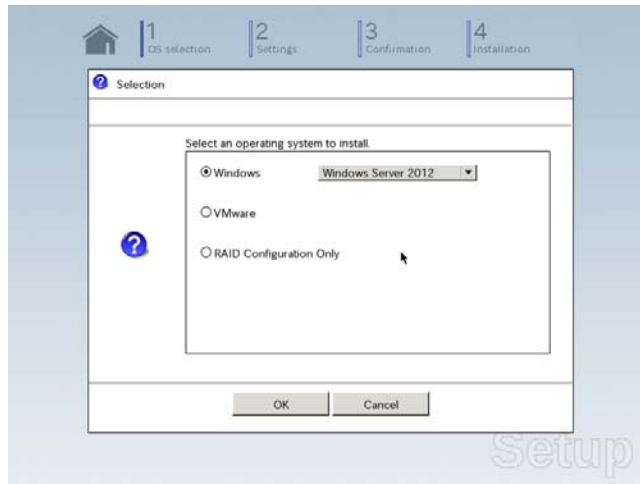 1 OS selection
2 Settings
3 Confirmation
4 Installation
Selection
Select an operating system to install.
Windows Windows Server 2012
VMware
RAID Configuration Only
OK Cancel
Setup